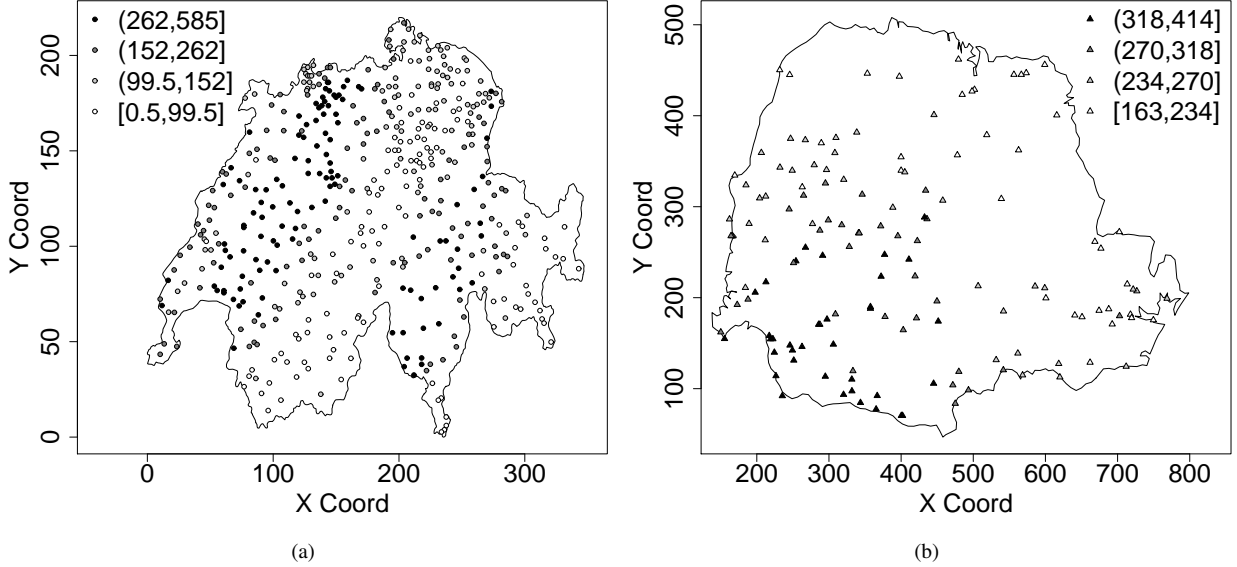 (262,585]
(152,262]
(99.5,152]
[0.5,99.5]
Y Coord
0 50 100 150 200
0 100 200 300
X Coord
(a)
(318,414]
(270,318]
(234,270]
[163,234]
Y Coord
100 200 300 400 500
200 300 400 500 600 700 800
X Coord
(b)